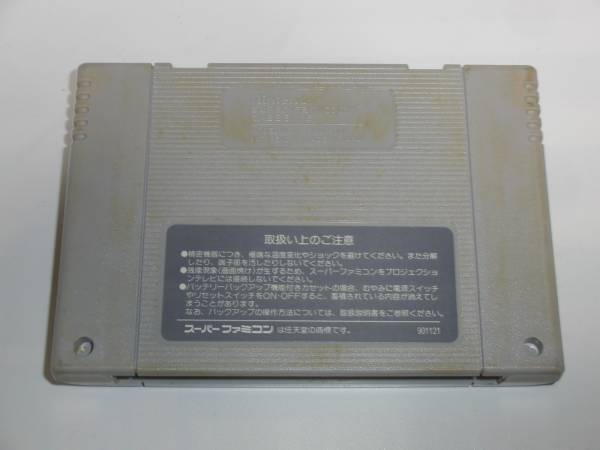 取扱い上のご注意
●精密機器につき、極端な温度変化やショックを避けてください。また分解
したり、端子部を汚したりしないでください。
●残像現象(画面焼け)が生ずるため、スーパーファミコンをプロジェクショ
ンテレビには接続しないでください。
●バッテリーバックアップ機能付きカセットの場合、むやみに電源スイッチ
やリセットスイッチをON・OFFすると、蓄積されている内容が消えてし
まうことがあります。
なお、バックアップの操作方法については、取扱説明書をご参照ください。
スーパーファミコン は任天堂の商標です。
901121